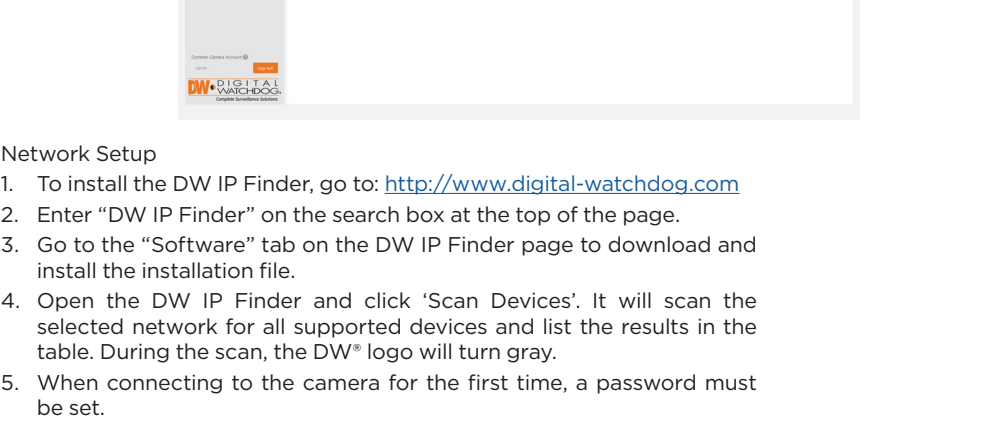 Common Camera Account
admin
Log out
DW DIGITAL
WATCHDOG®
Complete Surveillance Solutions
Network Setup
1. To install the DW IP Finder, go to: http://www.digital-watchdog.com
2. Enter “DW IP Finder” on the search box at the top of the page.
3. Go to the “Software” tab on the DW IP Finder page to download and
install the installation file.
4. Open the DW IP Finder and click ‘Scan Devices’. It will scan the
selected network for all supported devices and list the results in the
table. During the scan, the DW® logo will turn gray.
5. When connecting to the camera for the first time, a password must
be set.